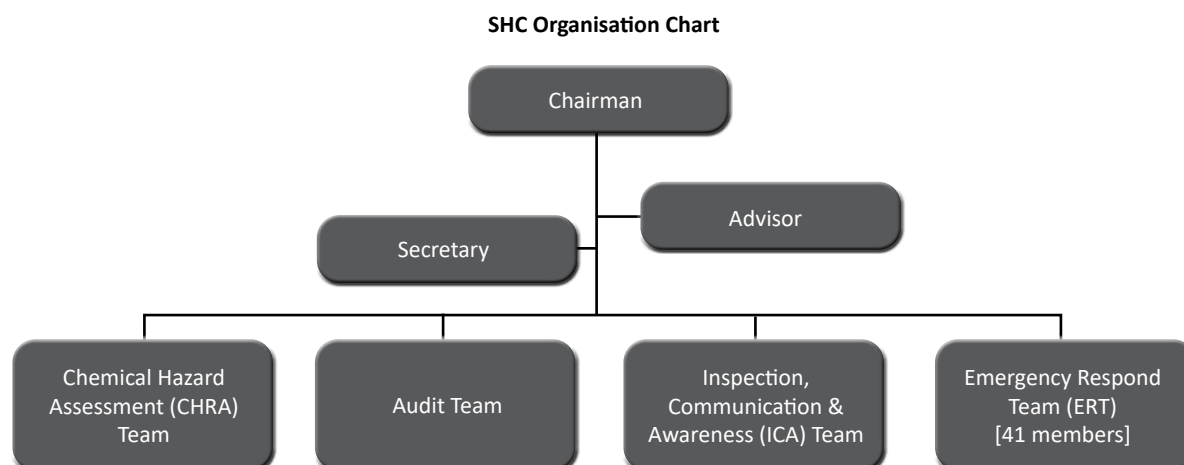 SHC Organisation Chart
Chairman
Advisor
Secretary
Chemical Hazard
Assessment (CHRA)
Team
Audit Team
Inspection,
Communication &
Awareness (ICA) Team
Emergency Respond
Team (ERT)
[41 members]